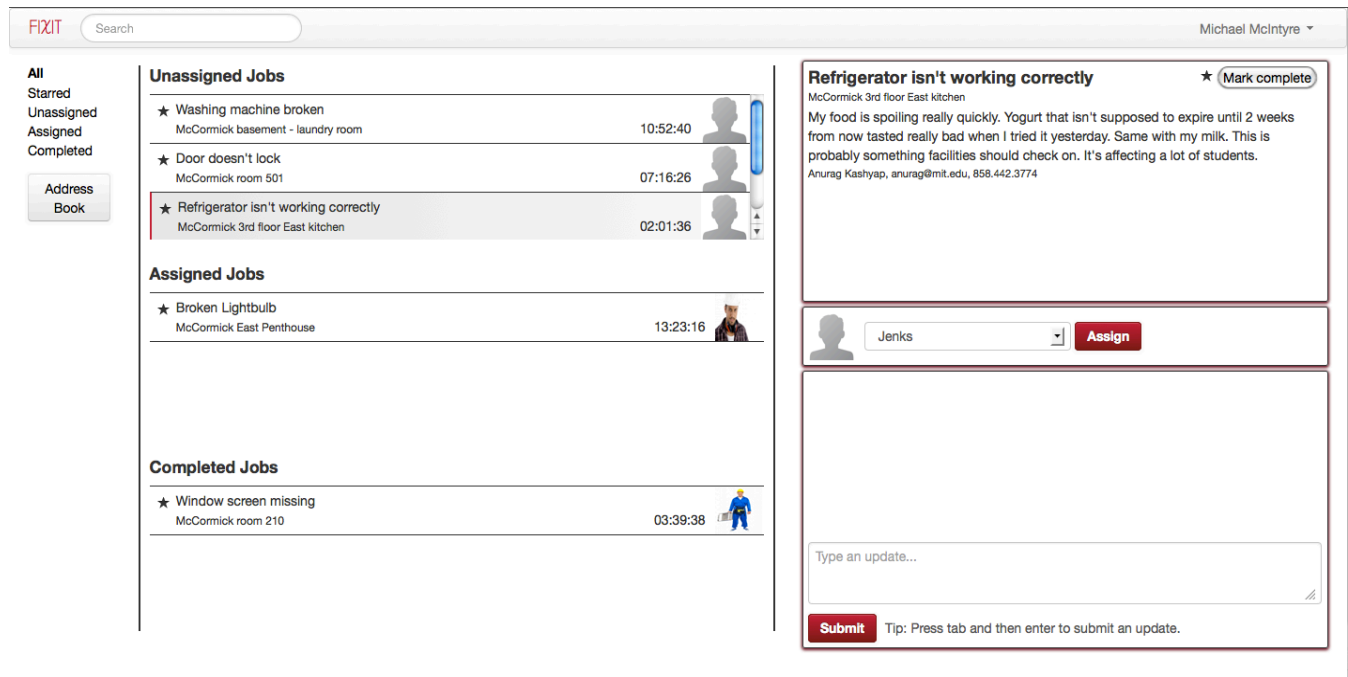 FIXIT
Search
Michael McIntyre
All
Starred
Unassigned
Assigned
Completed
Address
Book
Unassigned Jobs
★ Washing machine broken
McCormick basement - laundry room 10:52:40
★ Door doesn't lock
McCormick room 501 07:16:26
★ Refrigerator isn't working correctly
McCormick 3rd floor East kitchen 02:01:36
Assigned Jobs
★ Broken Lightbulb
McCormick East Penthouse 13:23:16
Completed Jobs
★ Window screen missing
McCormick room 210 03:39:38
Refrigerator isn't working correctly ★ Mark complete
McCormick 3rd floor East kitchen
My food is spoiling really quickly. Yogurt that isn't supposed to expire until 2 weeks
from now tasted really bad when I tried it yesterday. Same with my milk. This is
probably something facilities should check on. It's affecting a lot of students.
Anurag Kashyap, anurag@mit.edu, 858.442.3774
Jenks Assign
Type an update...
Submit Tip: Press tab and then enter to submit an update.